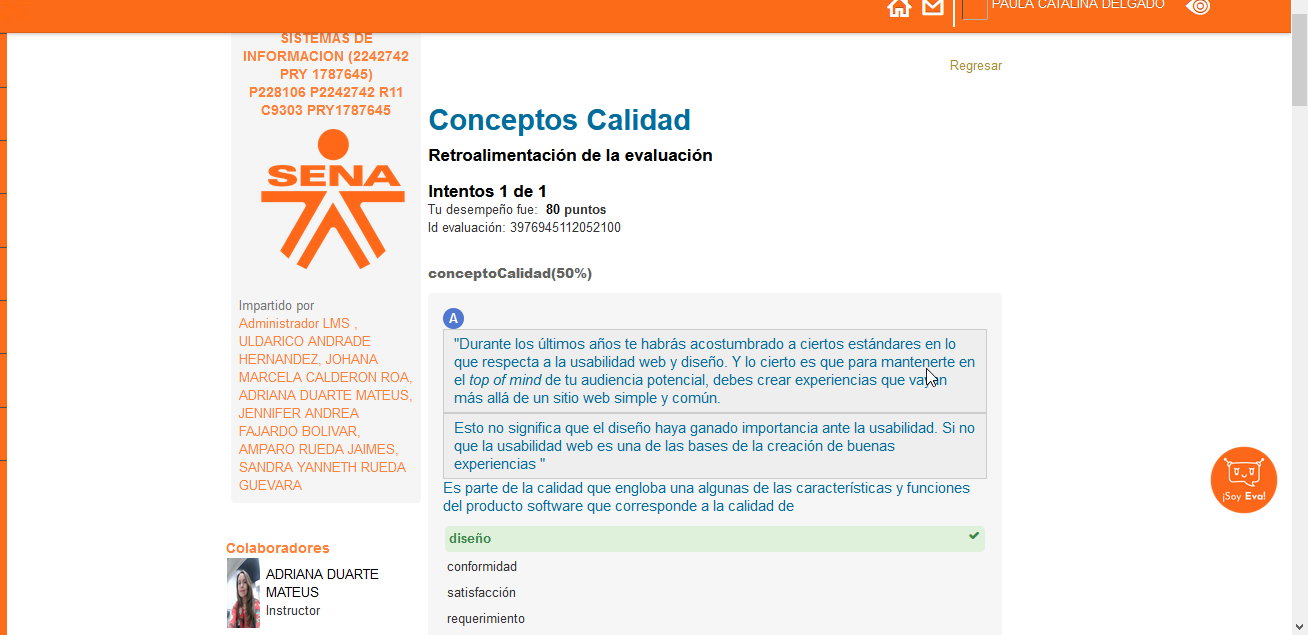 PAULA CATALINA DELGADO
SISTEMAS DE
INFORMACION (2242742
PRY 1787645)
P228106 P2242742 R11
C9303 PRY1787645
SENA
Impartido por
Administrador LMS ,
ULDARICO ANDRADE
HERNANDEZ, JOHANA
MARCELA CALDERON ROA,
ADRIANA DUARTE MATEUS,
JENNIFER ANDREA
FAJARDO BOLIVAR,
AMPARO RUEDA JAIMES,
SANDRA YANNETH RUEDA
GUEVARA
Colaboradores
ADRIANA DUARTE
MATEUS
Instructor
Regresar
Conceptos Calidad
Retroalimentación de la evaluación
Intentos 1 de 1
Tu desempeño fue: 80 puntos
Id evaluación: 3976945112052100
conceptoCalidad(50%)
A
"Durante los últimos años te habrás acostumbrado a ciertos estándares en lo
que respecta a la usabilidad web y diseño. Y lo cierto es que para mantenerte en
el top of mind de tu audiencia potencial, debes crear experiencias que vayan
más allá de un sitio web simple y común.
Esto no significa que el diseño haya ganado importancia ante la usabilidad. Si no
que la usabilidad web es una de las bases de la creación de buenas
experiencias "
Es parte de la calidad que engloba una algunas de las características y funciones
del producto software que corresponde a la calidad de
diseño
conformidad
satisfacción
requerimiento
¡Soy Eva!